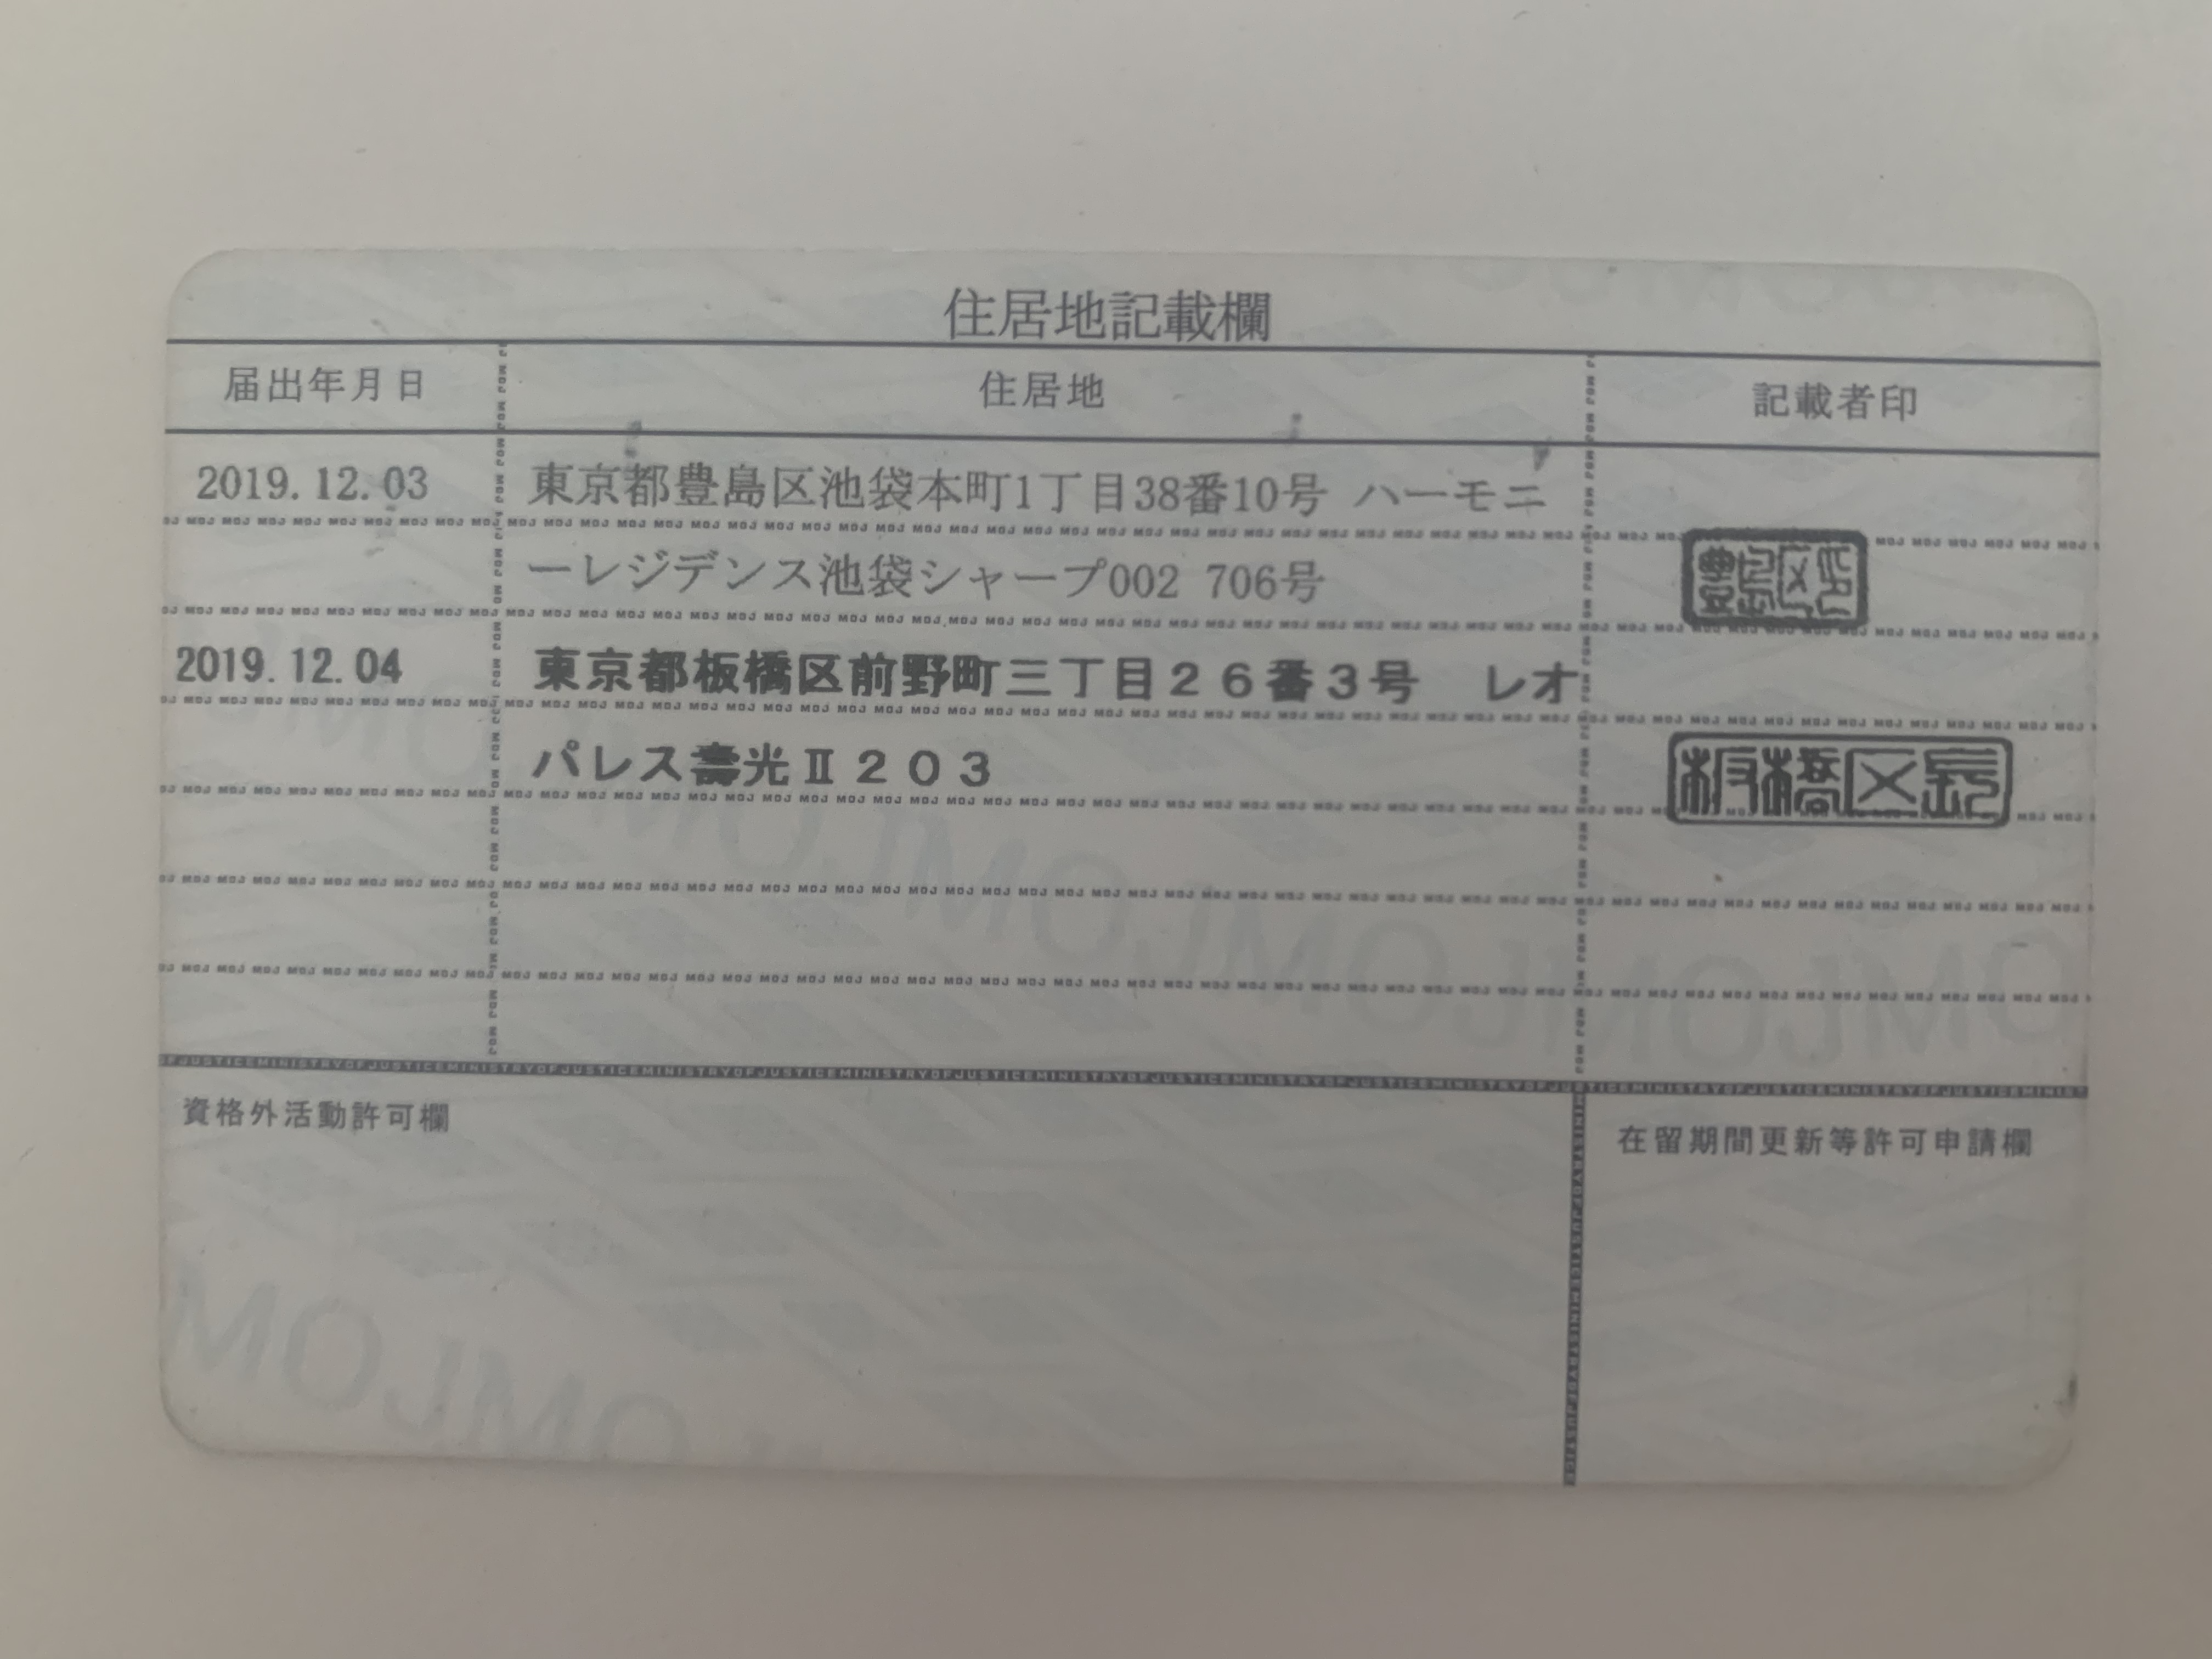 住居地記載欄
届出年月日 住居地 記載者印
2019.12.03 東京都豊島区池袋本町1丁目38番10号 ハーモニ
ーレジデンス池袋シャープ002 706号
豊島区長
2019.12.04 東京都板橋区前野町三丁目26番3号 レオ
パレス壽光Ⅱ203
板橋区長
資格外活動許可欄 在留期間更新等許可申請欄